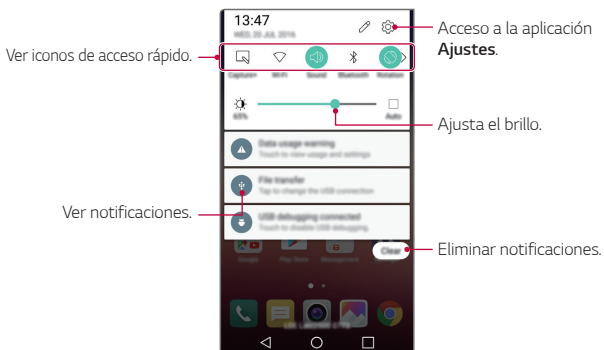 13:47
WED, 20 JUL 2016
Acceso a la aplicación
Ajustes.
Ver iconos de acceso rápido.
Capture+ Wi-Fi Sound Bluetooth Rotation
65% Auto
Ajusta el brillo.
Data usage warning
Touch to view usage and settings
File transfer
Tap to change the USB connection
Ver notificaciones.
USB debugging connected
Touch to disable USB debugging.
Clear
Eliminar notificaciones.
Google Play Store Management